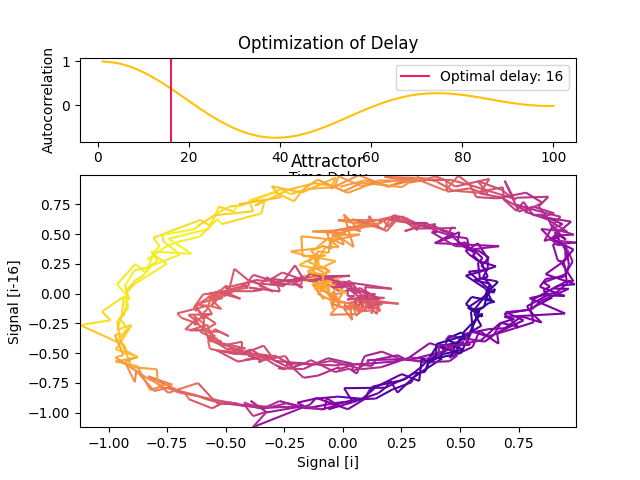 Optimization of Delay
Autocorrelation
1
0
Optimal delay: 16
0 20 40 60 80 100
Attractor
Signal [i-16]
0.75
0.50
0.25
0.00
−0.25
−0.50
−0.75
−1.00
−1.00 −0.75 −0.50 −0.25 0.00 0.25 0.50 0.75
Signal [i]